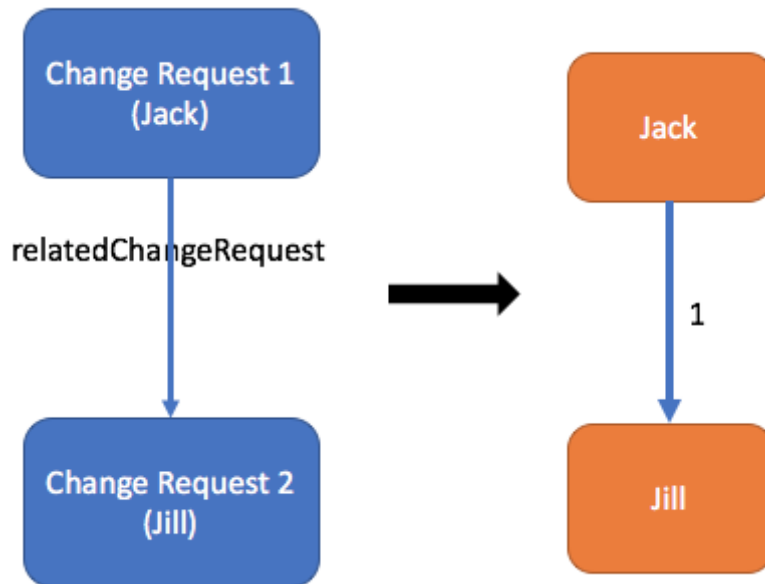 Change Request 1
(Jack)
relatedChangeRequest
Change Request 2
(Jill)
Jack
1
Jill